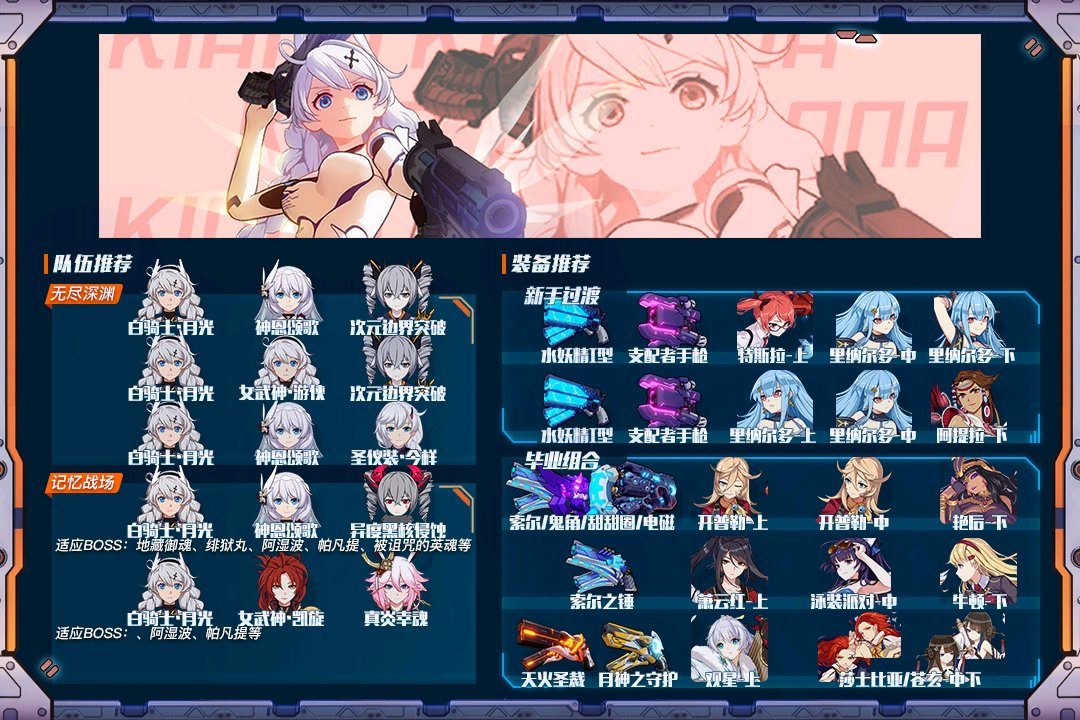 KIANA
KIANA
队伍推荐
无尽深渊
白骑士·月光 神恩颂歌 次元边界突破
白骑士·月光 女武神·游侠 次元边界突破
白骑士·月光 神恩颂歌 圣仪装·今样
记忆战场
白骑士·月光 神恩颂歌 异度黑核侵蚀
适应BOSS：地藏御魂、绯狱丸、阿湿波、帕凡提、被诅咒的英魂等
白骑士·月光 女武神·凯旋 真炎幸魂
适应BOSS：、阿湿波、帕凡提等
装备推荐
新手过渡
水妖精I型 支配者手枪 特斯拉-上 里纳尔多-中 里纳尔多-下
水妖精I型 支配者手枪 里纳尔多-上 里纳尔多-中 阿提拉-下
毕业组合
索尔/鬼角/甜甜圈/电磁 开普勒-上 开普勒-中 艳后-下
索尔之锤 萧云红-上 泳装派对-中 牛顿-下
天火圣裁 月神之守护 观星-上 莎士比亚/苍玄-中下